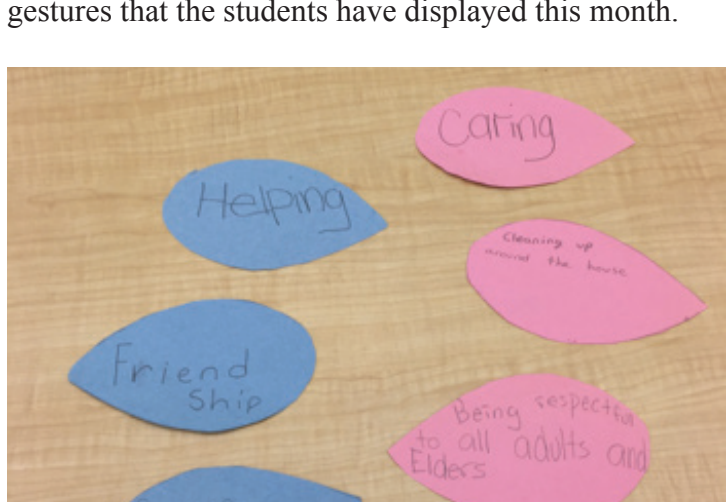 gestures that the students have displayed this month.
Caring
Helping
Cleaning up
around the house
Friend
Ship
Being respectful
to all adults and
Elders